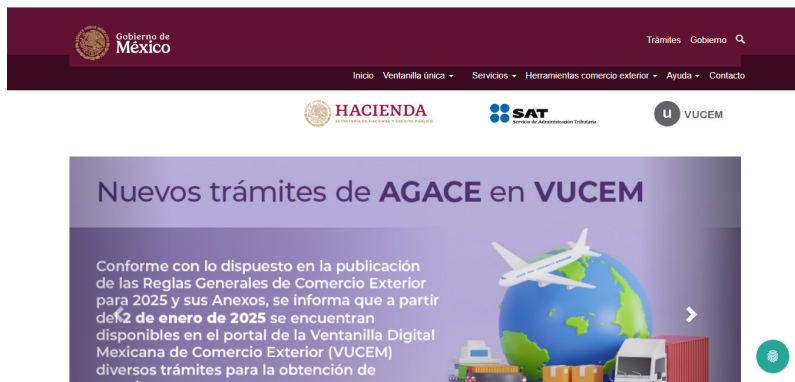 Gobierno de
México
Trámites Gobierno
Inicio Ventanilla única Servicios Herramientas comercio exterior Ayuda Contacto
HACIENDA
SECRETARÍA DE HACIENDA Y CRÉDITO PÚBLICO
SAT
Servicio de Administración Tributaria
u VUCEM
Nuevos trámites de AGACE en VUCEM
Conforme con lo dispuesto en la publicación
de las Reglas Generales de Comercio Exterior
para 2025 y sus Anexos, se informa que a partir
del 2 de enero de 2025 se encuentran
disponibles en el portal de la Ventanilla Digital
Mexicana de Comercio Exterior (VUCEM)
diversos trámites para la obtención de